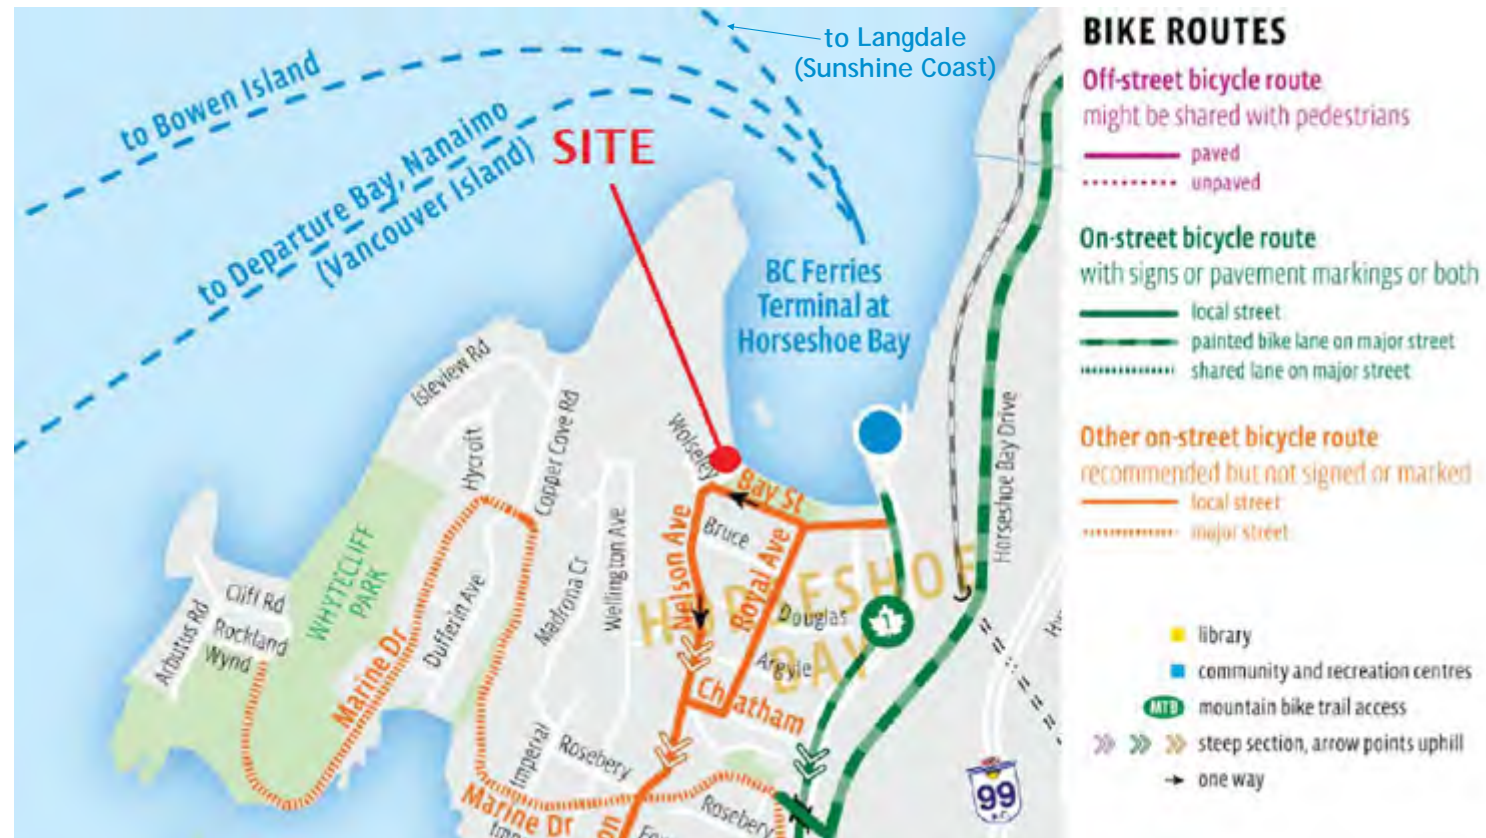 to Langdale
(Sunshine Coast)
to Bowen Island
to Departure Bay, Nanaimo
(Vancouver Island)
SITE
BC Ferries
Terminal at
Horseshoe Bay
Isleview Rd
Hycroft
Copper Cove Rd
Wolseley
Bay St
Bruce
Nelson Ave
Royal Ave
Wellington Ave
Madrona Cr
Dufferin Ave
WHYTECLIFF
PARK
Cliff Rd
Rockland
Wynd
Arbutus Rd
Marine Dr
HORSESHOE
BAY
Douglas
1
Argyle
Chatham
Imperial
Rosebery
Marine Dr
Rosebery
Horseshoe Bay Drive
99
BIKE ROUTES
Off-street bicycle route
might be shared with pedestrians
paved
unpaved
On-street bicycle route
with signs or pavement markings or both
local street
painted bike lane on major street
shared lane on major street
Other on-street bicycle route
recommended but not signed or marked
local street
major street
library
community and recreation centres
MTB mountain bike trail access
steep section, arrow points uphill
one way